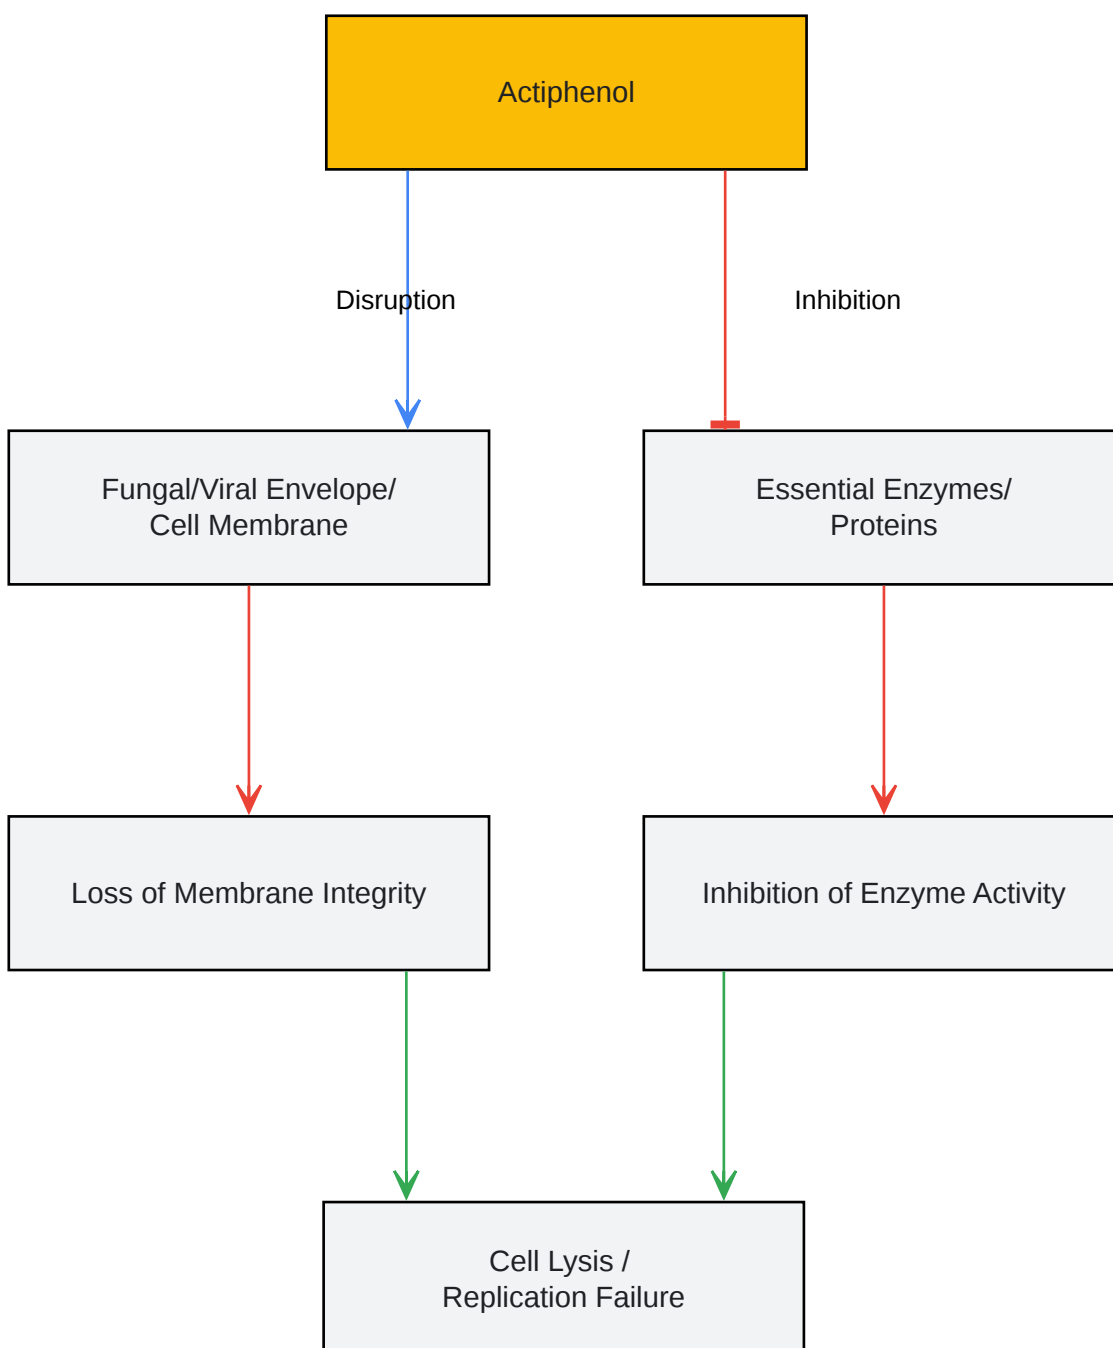 Actiphenol
Disruption
Inhibition
Fungal/Viral Envelope/
Cell Membrane
Essential Enzymes/
Proteins
Loss of Membrane Integrity
Inhibition of Enzyme Activity
Cell Lysis /
Replication Failure